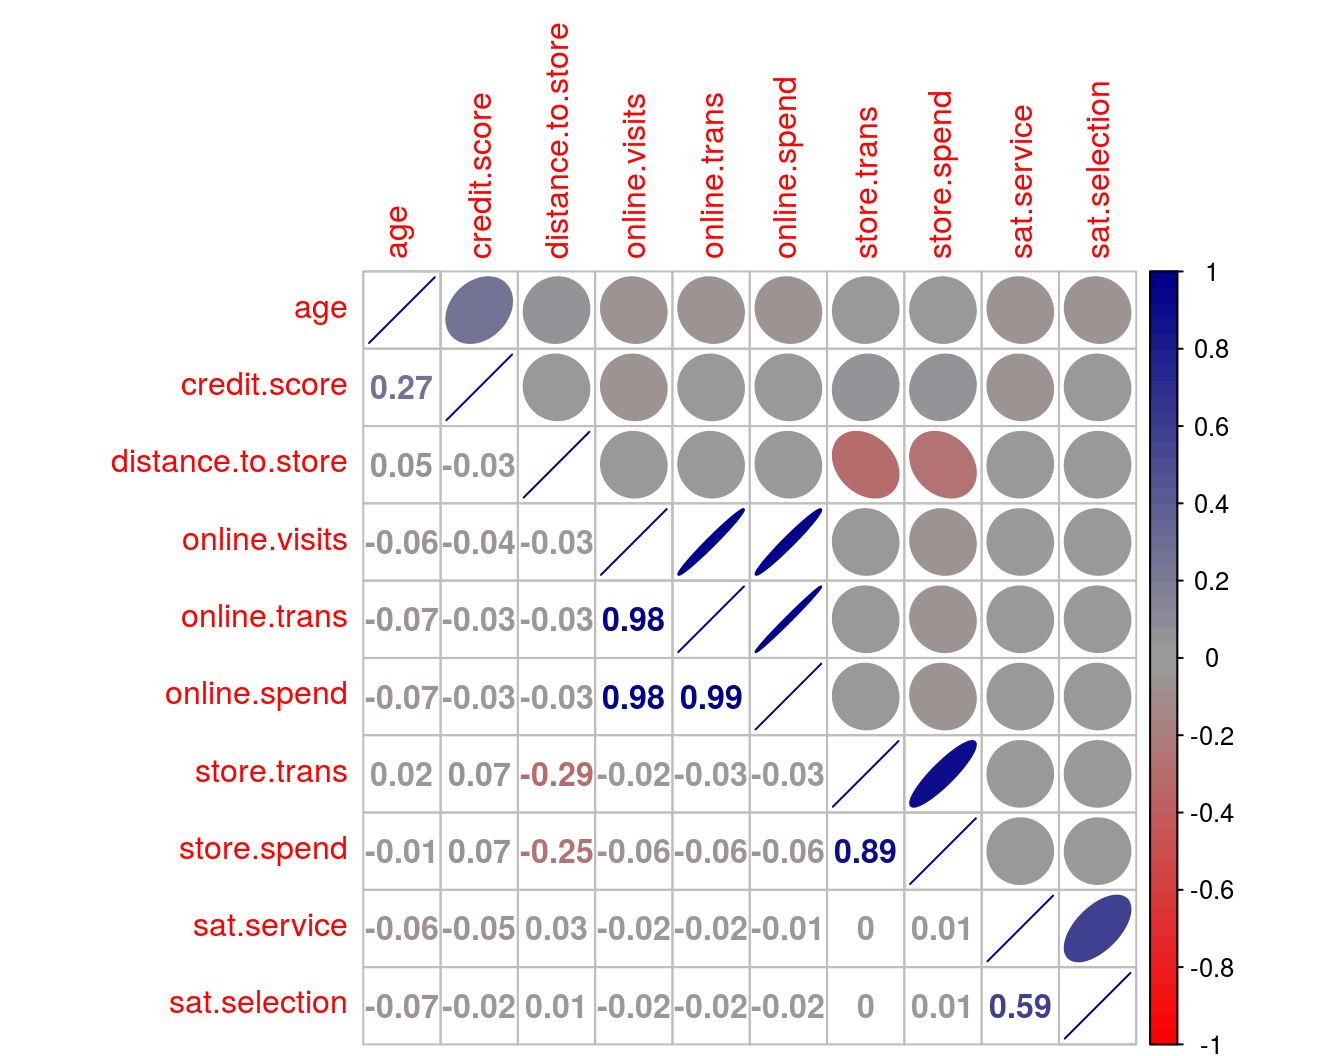 age
credit.score
distance.to.store
online.visits
online.trans
online.spend
store.trans
store.spend
sat.service
sat.selection
age
credit.score 0.27
distance.to.store 0.05 -0.03
online.visits -0.06 -0.04 -0.03
online.trans -0.07 -0.03 -0.03 0.98
online.spend -0.07 -0.03 -0.03 0.98 0.99
store.trans 0.02 0.07 -0.29 -0.02 -0.03 -0.03
store.spend -0.01 0.07 -0.25 -0.06 -0.06 -0.06 0.89
sat.service -0.06 -0.05 0.03 -0.02 -0.02 -0.01 0 0.01
sat.selection -0.07 -0.02 0.01 -0.02 -0.02 -0.02 0 0.01 0.59
1
0.8
0.6
0.4
0.2
0
-0.2
-0.4
-0.6
-0.8
-1